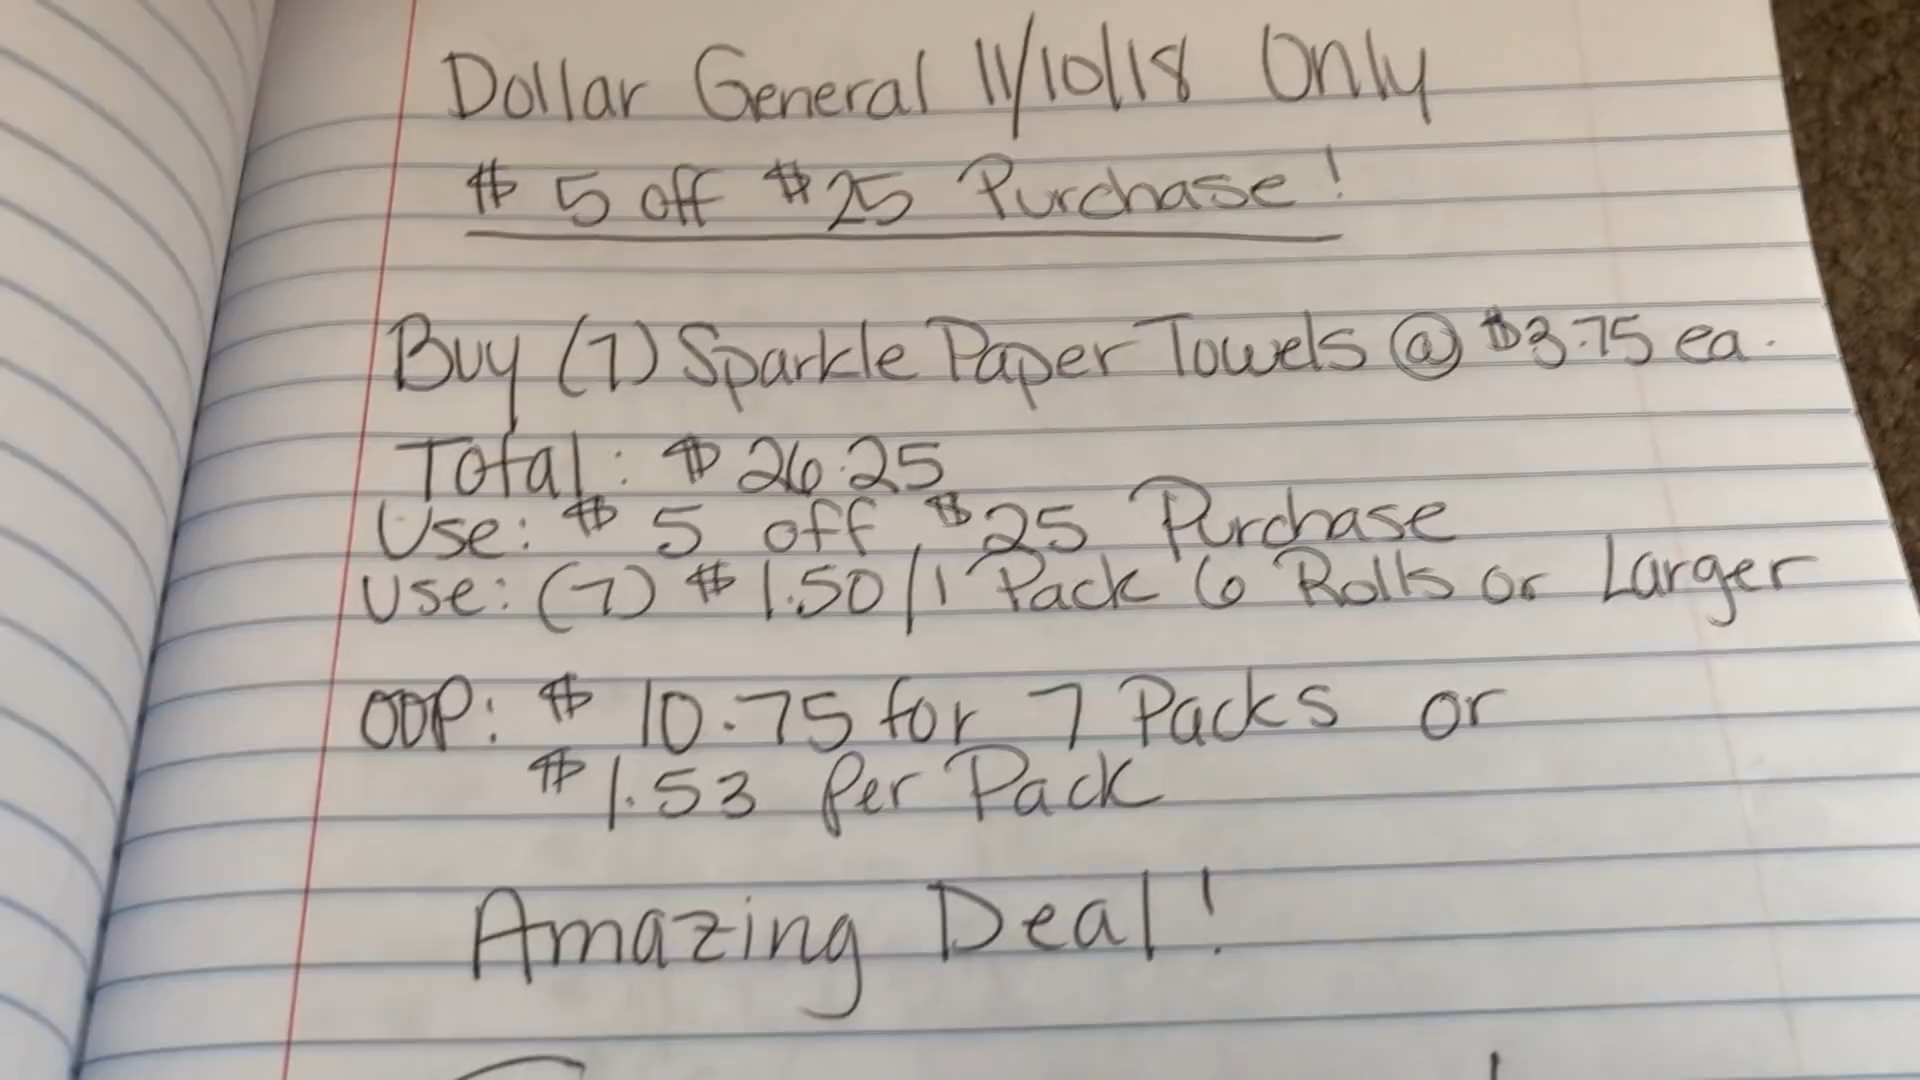 Dollar General 11/10/18 Only
$5 off $25 Purchase!
Buy (7) Sparkle Paper Towels @ $3.75 ea.
Total: $26.25
Use: $5 off $25 Purchase
Use: (7) $1.50/1 Pack 6 Rolls or Larger
OOP: $10.75 for 7 Packs or
$1.53 Per Pack
Amazing Deal!